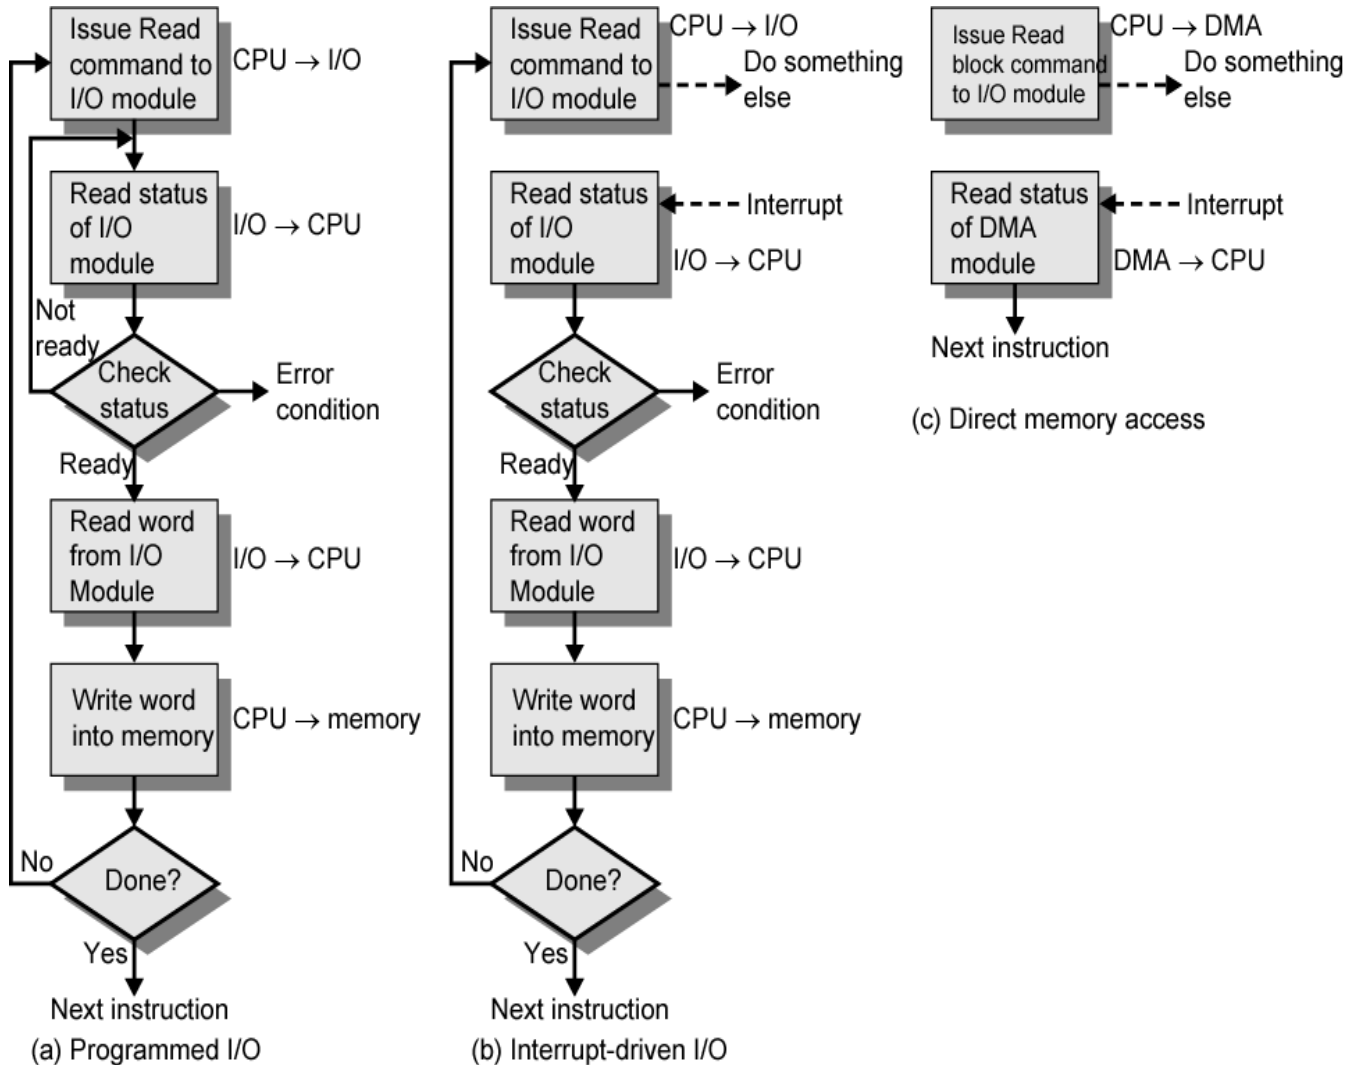 Issue Read
command to
I/O module
CPU → I/O
Read status
of I/O
module
I/O → CPU
Not
ready
Check
status
Error
condition
Ready
Read word
from I/O
Module
I/O → CPU
Write word
into memory
CPU → memory
No
Done?
Yes
Next instruction
(a) Programmed I/O
Issue Read
command to
I/O module
CPU → I/O
Do something
else
Read status
of I/O
module
Interrupt
I/O → CPU
Check
status
Error
condition
Ready
Read word
from I/O
Module
I/O → CPU
Write word
into memory
CPU → memory
No
Done?
Yes
Next instruction
(b) Interrupt-driven I/O
Issue Read
block command
to I/O module
CPU → DMA
Do something
else
Read status
of DMA
module
Interrupt
DMA → CPU
Next instruction
(c) Direct memory access